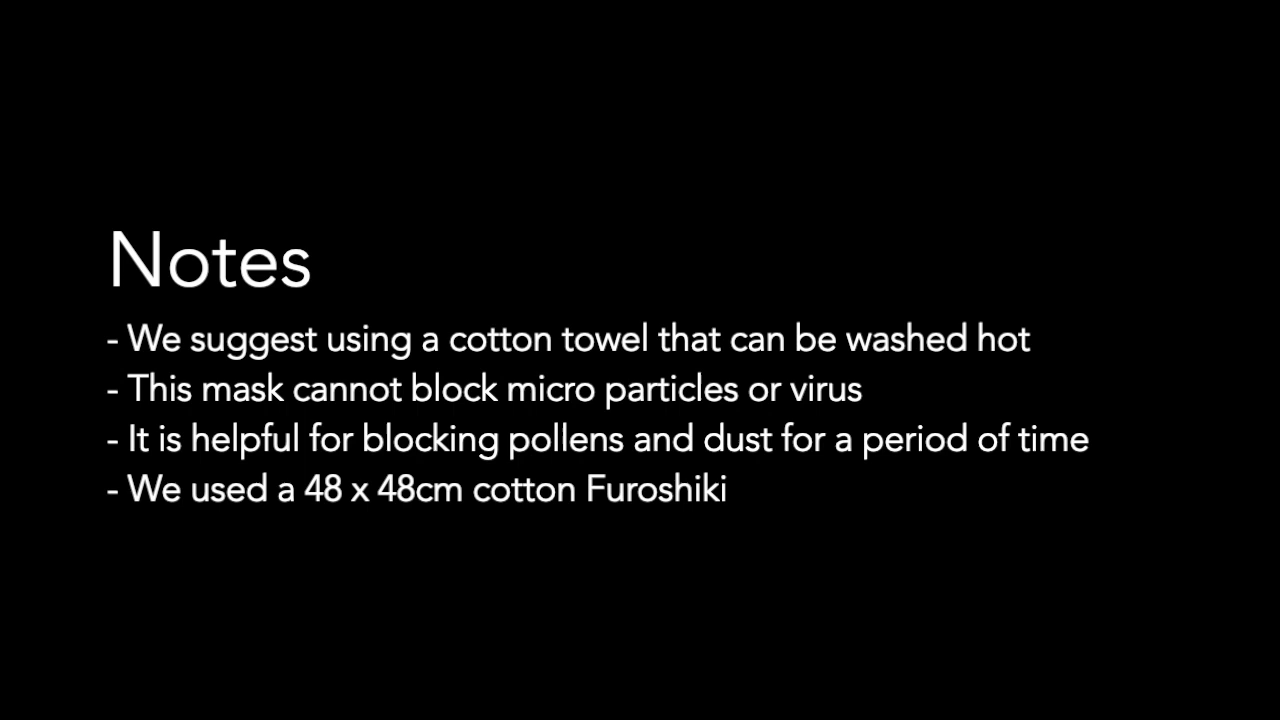 Notes
- We suggest using a cotton towel that can be washed hot
- This mask cannot block micro particles or virus
- It is helpful for blocking pollens and dust for a period of time
- We used a 48 x 48cm cotton Furoshiki